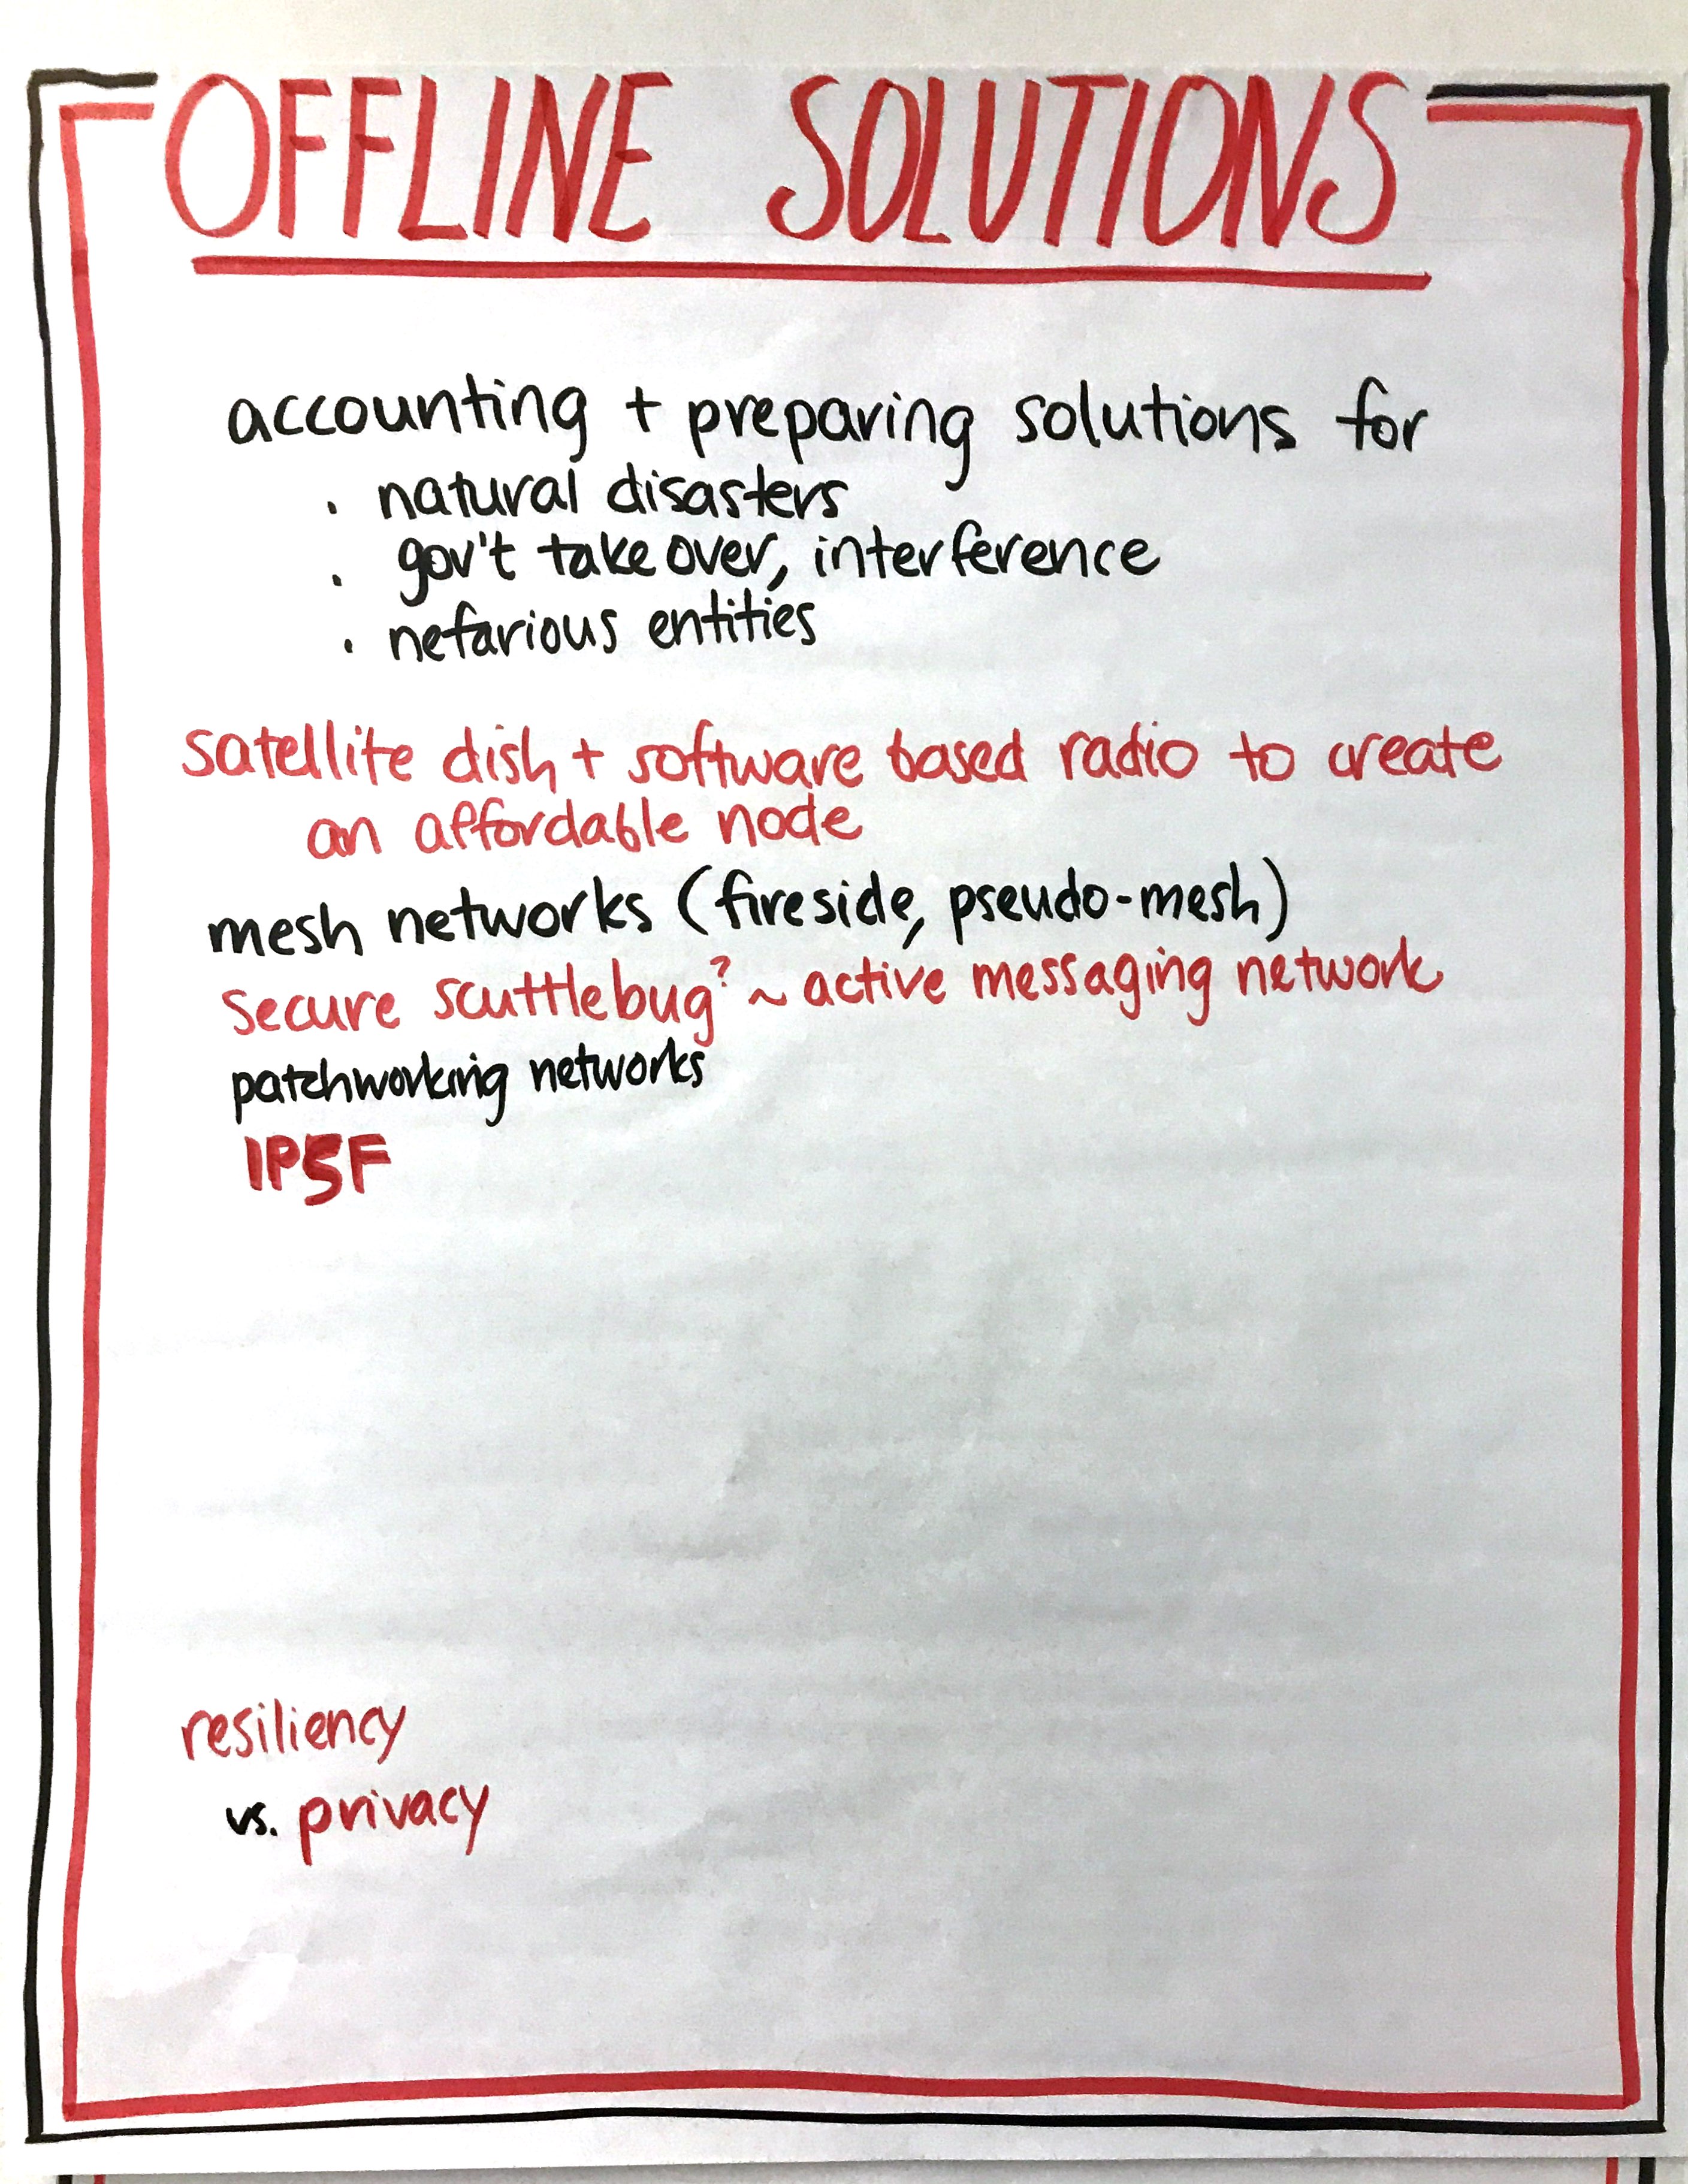 OFFLINE SOLUTIONS
accounting + preparing solutions for
· natural disasters
· gov't take over, interference
· nefarious entities
satellite dish + software based radio to create
an affordable node
mesh networks (fireside, pseudo-mesh)
secure scuttlebug? ~ active messaging network
patchworking networks
IPSF
resiliency
vs. privacy